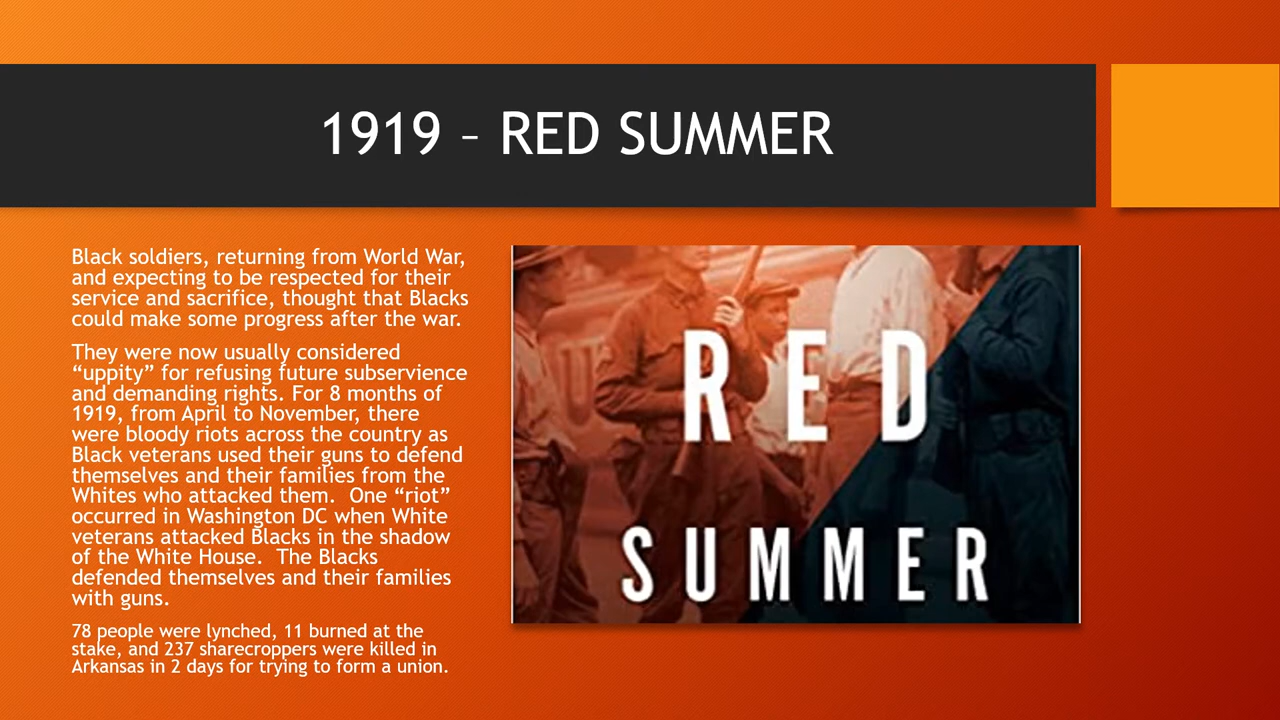 1919 – RED SUMMER
Black soldiers, returning from World War,
and expecting to be respected for their
service and sacrifice, thought that Blacks
could make some progress after the war.
They were now usually considered
“uppity” for refusing future subservience
and demanding rights. For 8 months of
1919, from April to November, there
were bloody riots across the country as
Black veterans used their guns to defend
themselves and their families from the
Whites who attacked them.  One “riot”
occurred in Washington DC when White
veterans attacked Blacks in the shadow
of the White House.  The Blacks
defended themselves and their families
with guns.
78 people were lynched, 11 burned at the
stake, and 237 sharecroppers were killed in
Arkansas in 2 days for trying to form a union.
RED
SUMMER